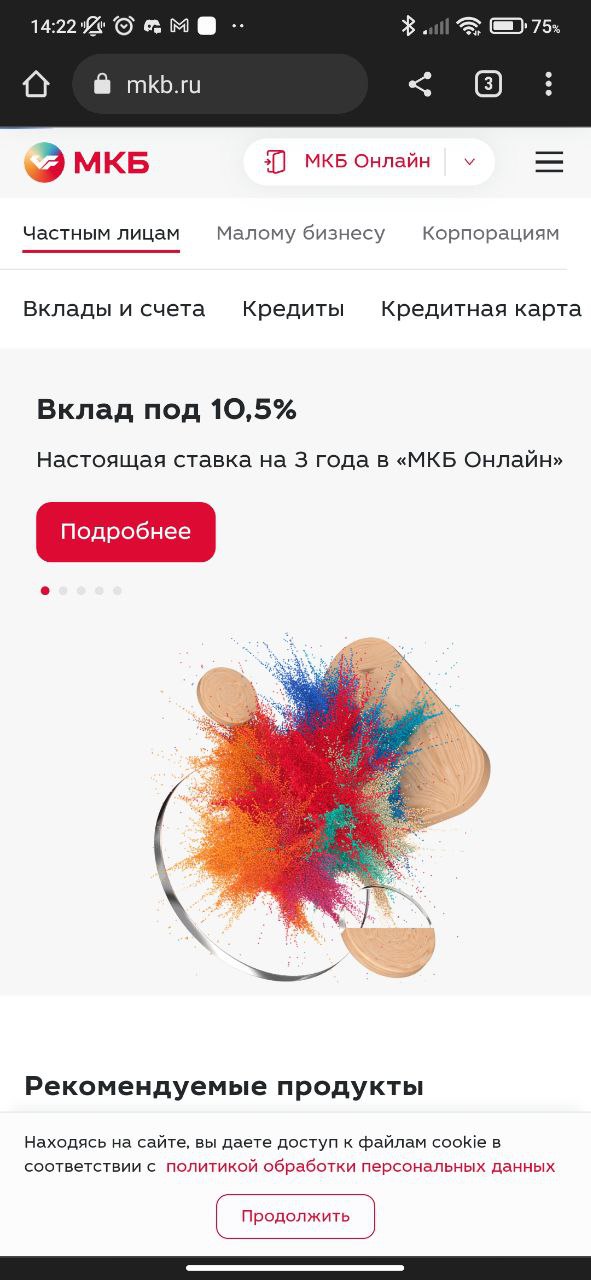 14:22
75%
mkb.ru
3
МКБ
МКБ Онлайн
Частным лицам Малому бизнесу Корпорациям
Вклады и счета Кредиты Кредитная карта
Вклад под 10,5%
Настоящая ставка на 3 года в «МКБ Онлайн»
Подробнее
Рекомендуемые продукты
Находясь на сайте, вы даете доступ к файлам cookie в
соответствии с политикой обработки персональных данных
Продолжить